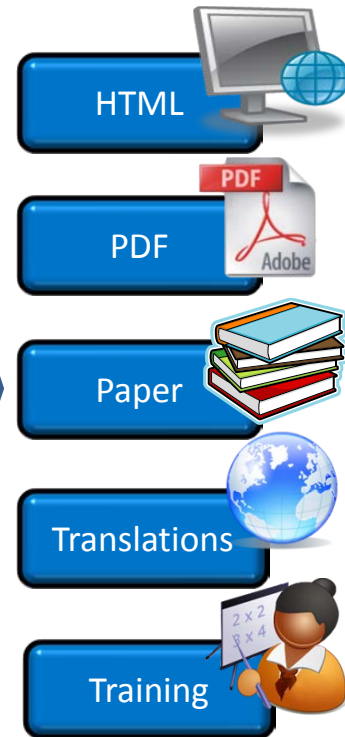 HTML
PDF
PDF
Adobe
Paper
Translations
2 x 2
3 x 4
Training